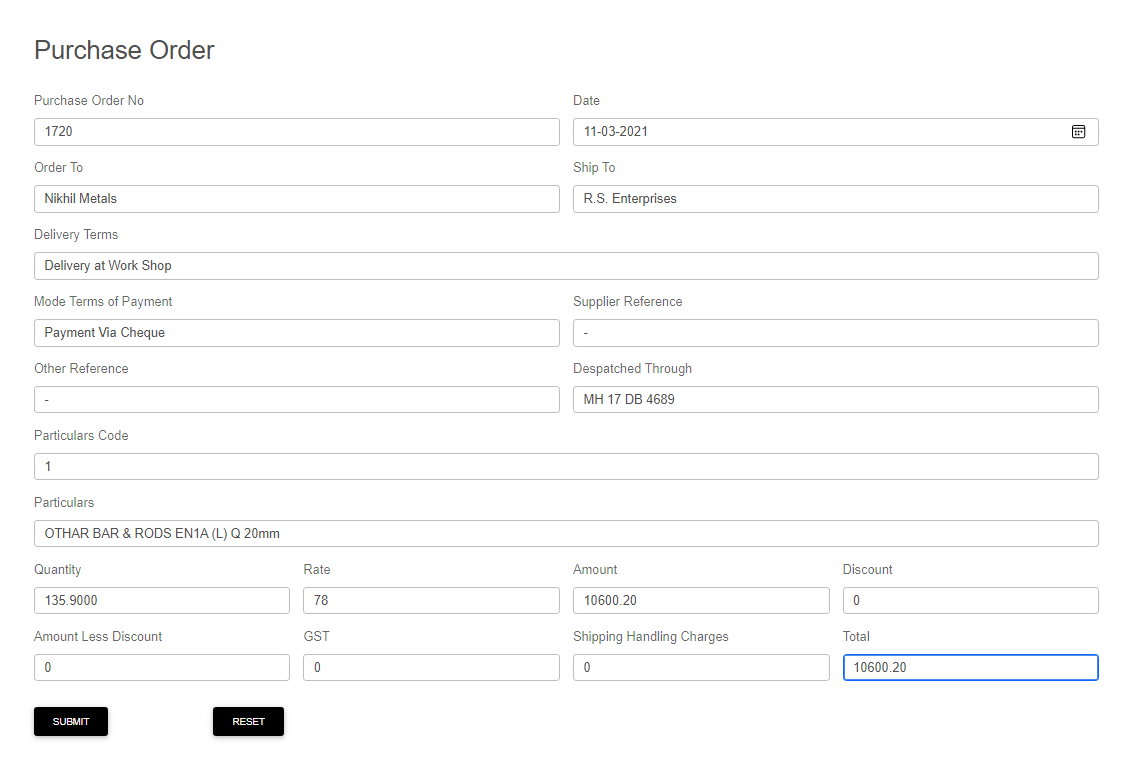 Purchase Order
Purchase Order No Date
1720 11-03-2021
Order To Ship To
Nikhil Metals R.S. Enterprises
Delivery Terms
Delivery at Work Shop
Mode Terms of Payment Supplier Reference
Payment Via Cheque -
Other Reference Despatched Through
- MH 17 DB 4689
Particulars Code
1
Particulars
OTHAR BAR & RODS EN1A (L) Q 20mm
Quantity Rate Amount Discount
135.9000 78 10600.20 0
Amount Less Discount GST Shipping Handling Charges Total
0 0 0 10600.20
SUBMIT RESET